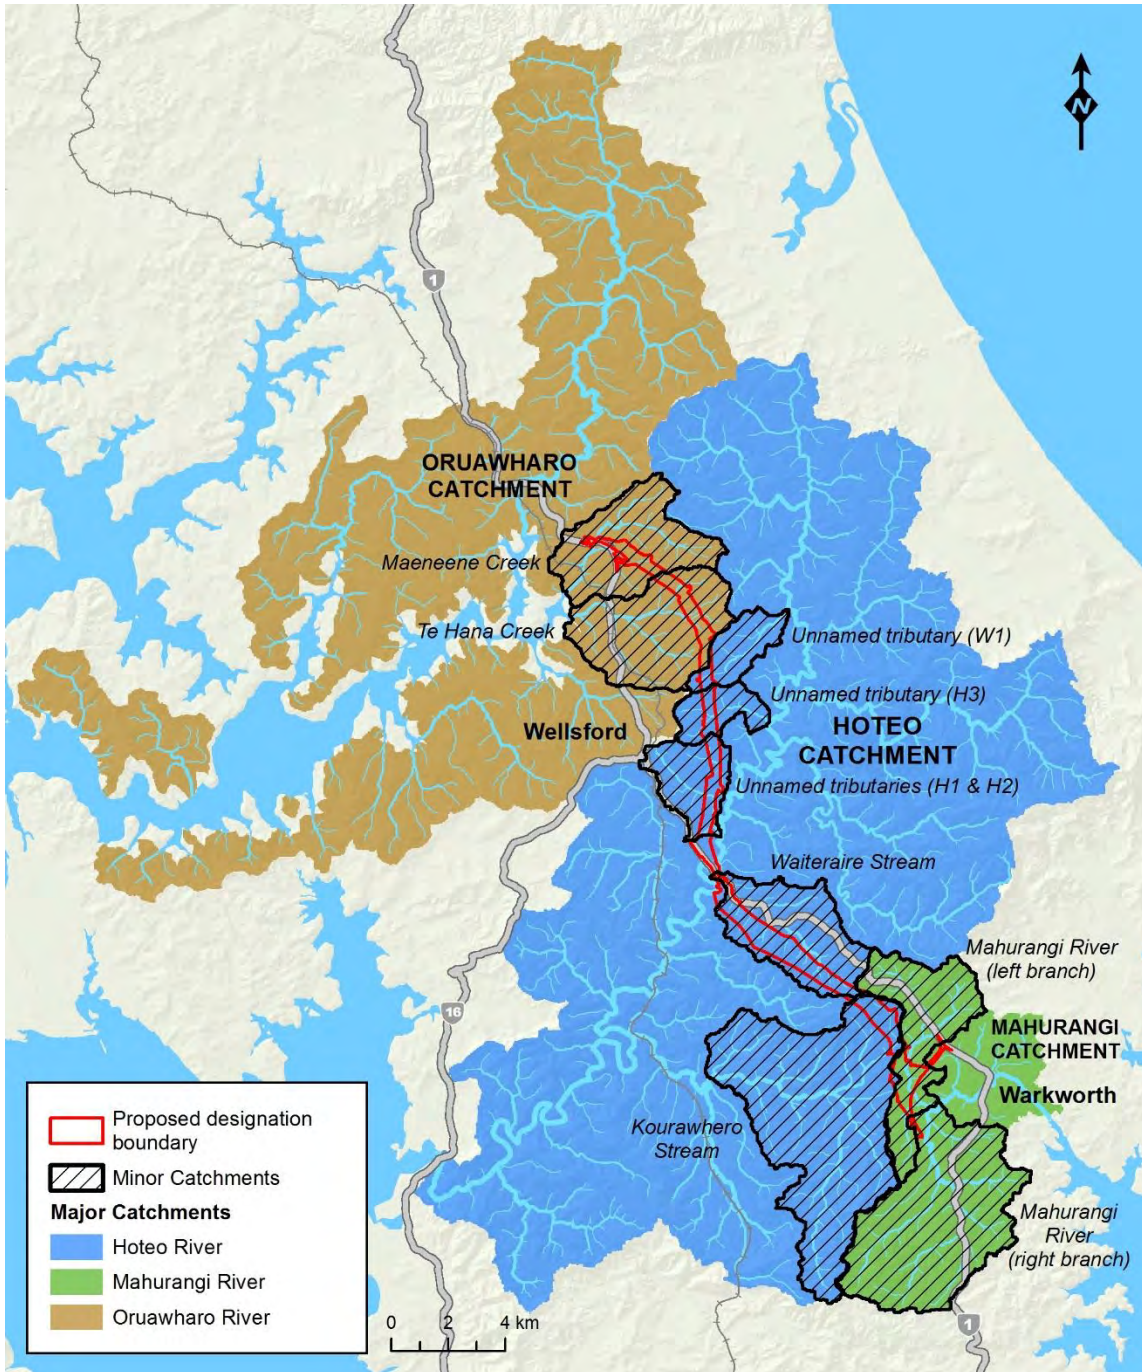 N
1
ORUAWHARO
CATCHMENT
Maeneene Creek
Te Hana Creek
Unnamed tributary (W1)
Unnamed tributary (H3)
Wellsford
HOTEO
CATCHMENT
Unnamed tributaries (H1 & H2)
Waiteraire Stream
Mahurangi River
(left branch)
16
MAHURANGI
CATCHMENT
Warkworth
Kourawhero
Stream
Mahurangi
River
(right branch)
1
Proposed designation
boundary
Minor Catchments
Major Catchments
Hoteo River
Mahurangi River
Oruawharo River
0 2 4 km